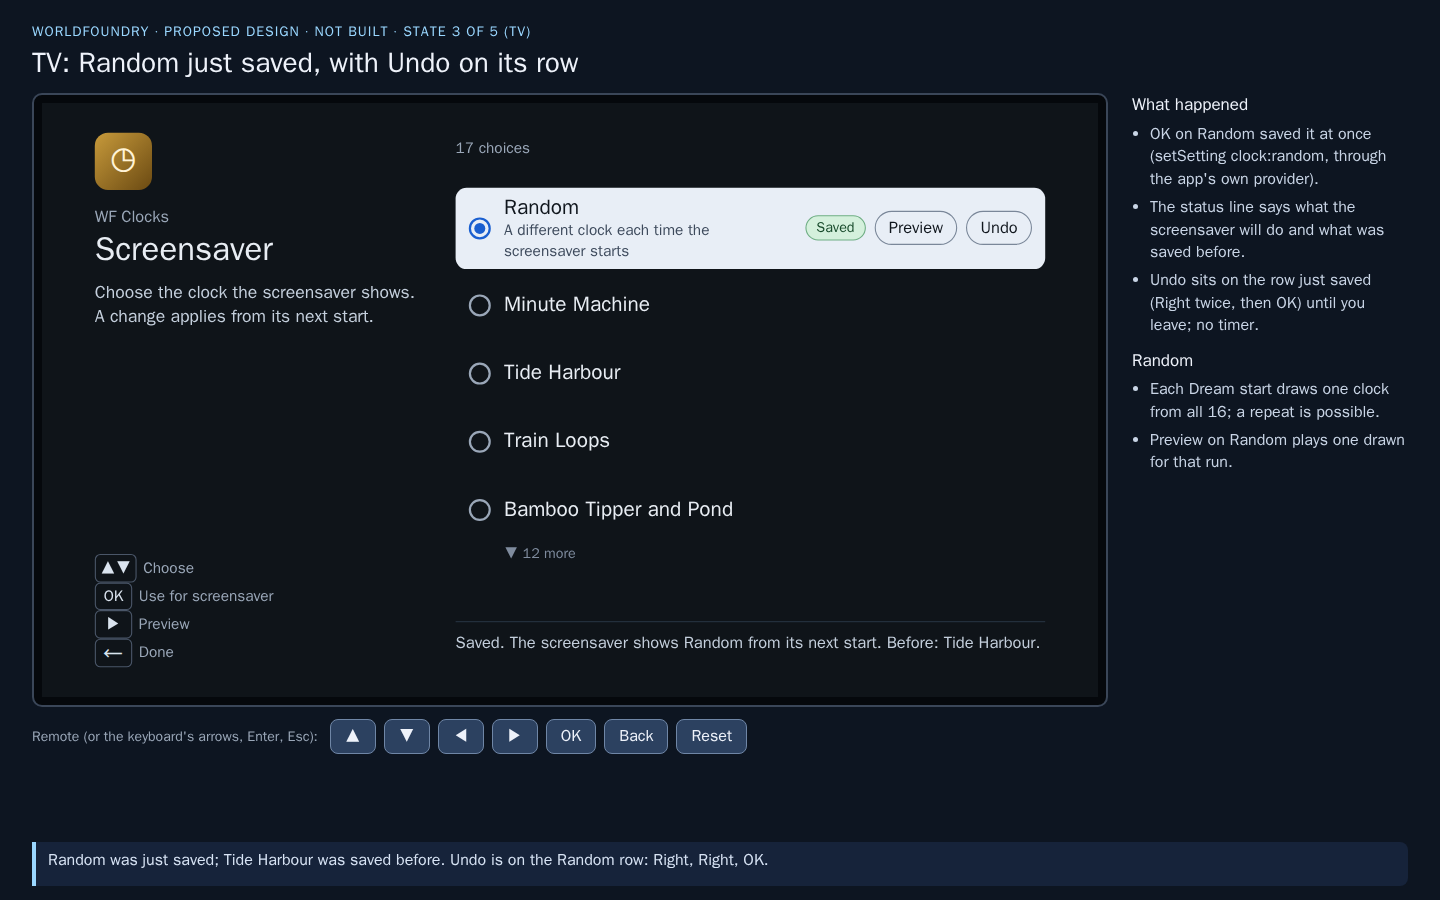 WORLDFOUNDRY · PROPOSED DESIGN · NOT BUILT · STATE 3 OF 5 (TV)
TV: Random just saved, with Undo on its row
WF Clocks
Screensaver
Choose the clock the screensaver shows.
A change applies from its next start.
▲▼ Choose
OK Use for screensaver
▶ Preview
← Done
17 choices
Random
A different clock each time the
screensaver starts
Saved Preview Undo
Minute Machine
Tide Harbour
Train Loops
Bamboo Tipper and Pond
▼ 12 more
Saved. The screensaver shows Random from its next start. Before: Tide Harbour.
What happened
• OK on Random saved it at once
(setSetting clock:random, through
the app's own provider).
• The status line says what the
screensaver will do and what was
saved before.
• Undo sits on the row just saved
(Right twice, then OK) until you
leave; no timer.
Random
• Each Dream start draws one clock
from all 16; a repeat is possible.
• Preview on Random plays one drawn
for that run.
Remote (or the keyboard's arrows, Enter, Esc): ▲ ▼ ◀ ▶ OK Back Reset
Random was just saved; Tide Harbour was saved before. Undo is on the Random row: Right, Right, OK.